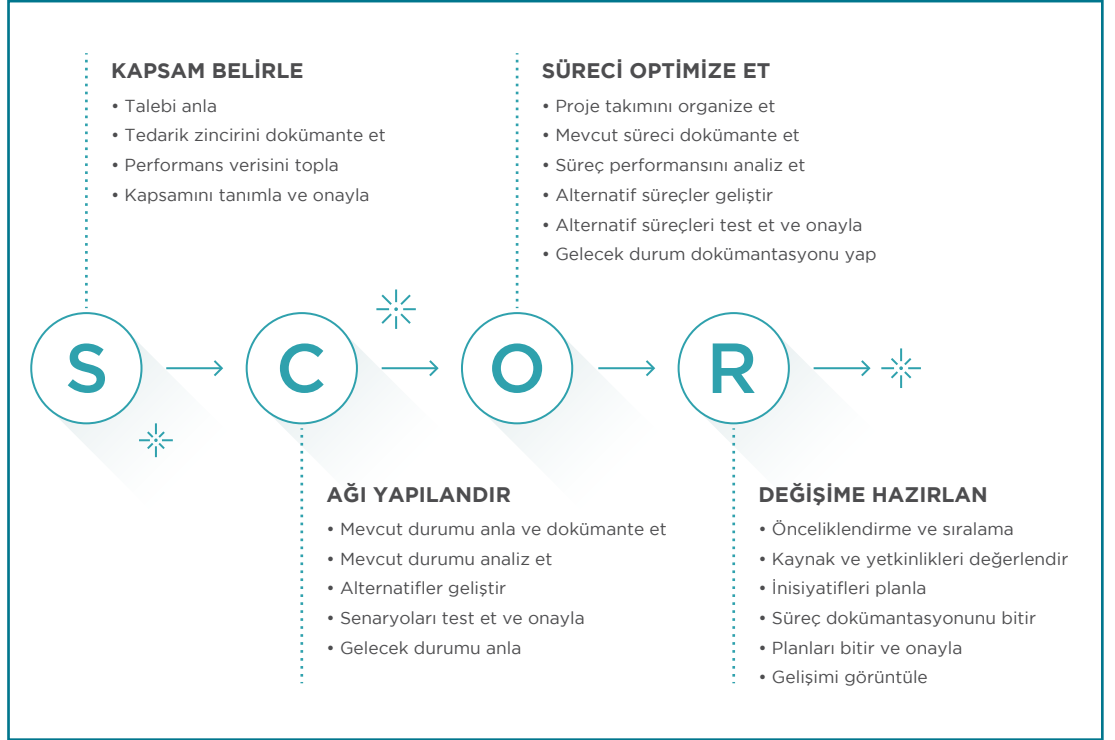 KAPSAM BELİRLE
• Talebi anla
• Tedarik zincirini dokümante et
• Performans verisini topla
• Kapsamını tanımla ve onayla
SÜRECİ OPTİMİZE ET
• Proje takımını organize et
• Mevcut süreci dokümante et
• Süreç performansını analiz et
• Alternatif süreçler geliştir
• Alternatif süreçleri test et ve onayla
• Gelecek durum dokümantasyonu yap
S
C
O
R
AĞI YAPILANDIR
• Mevcut durumu anla ve dokümante et
• Mevcut durumu analiz et
• Alternatifler geliştir
• Senaryoları test et ve onayla
• Gelecek durumu anla
DEĞİŞİME HAZIRLAN
• Önceliklendirme ve sıralama
• Kaynak ve yetkinlikleri değerlendir
• İnisiyatifleri planla
• Süreç dokümantasyonunu bitir
• Planları bitir ve onayla
• Gelişimi görüntüle